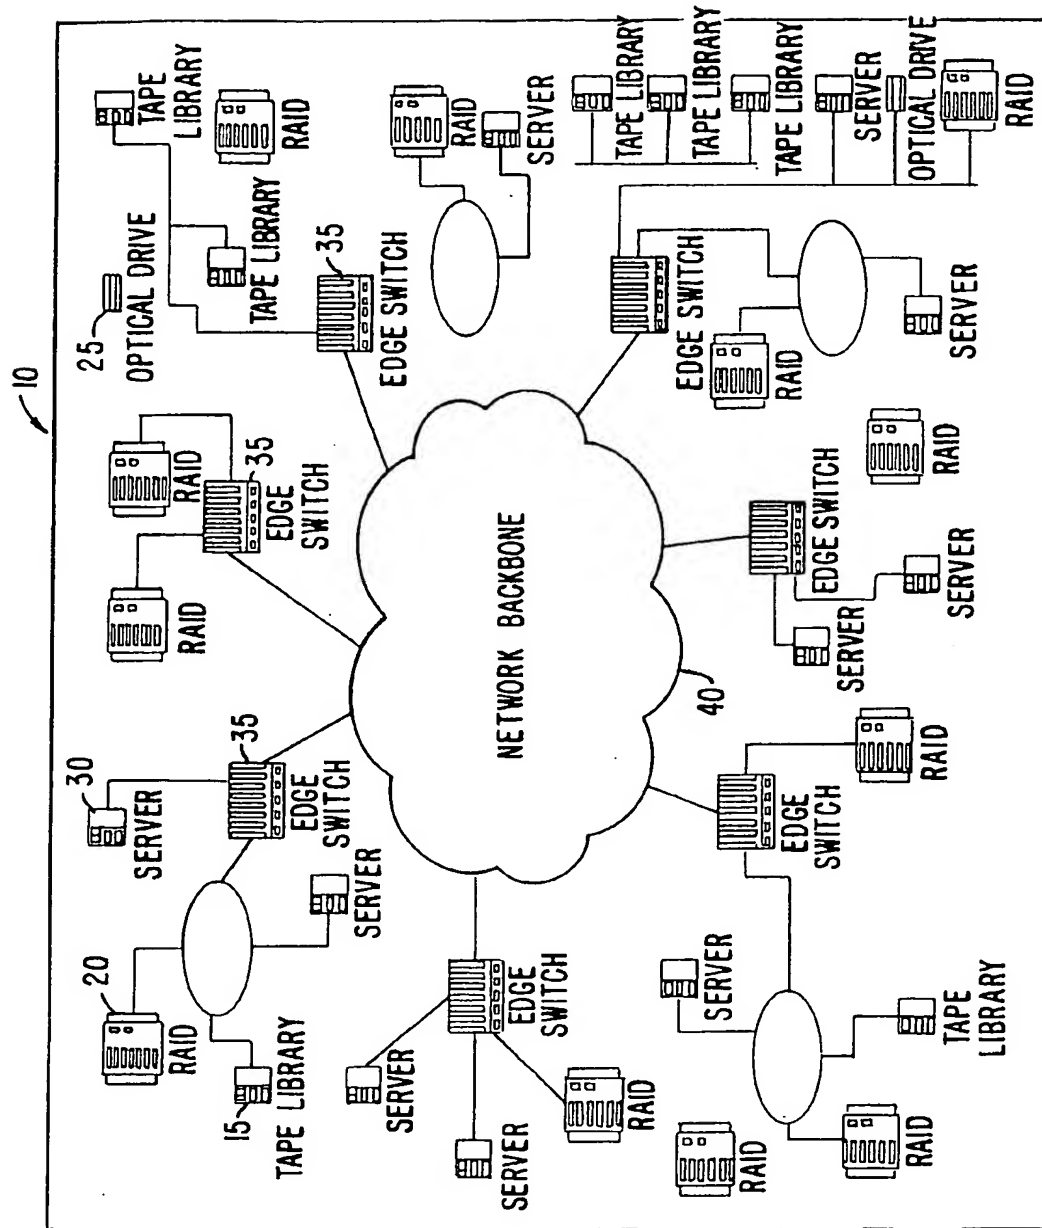 10
20
30
25
RAID
SERVER
RAID
RAID
OPTICAL DRIVE
TAPE
LIBRARY
15
35
35
TAPE LIBRARY
RAID
TAPE LIBRARY
EDGE
SWITCH
EDGE
SWITCH
35
SERVER
EDGE SWITCH
SERVER
RAID
SERVER
SERVER
EDGE
SWITCH
NETWORK BACKBONE
RAID
TAPE LIBRARY
EDGE SWITCH
TAPE LIBRARY
SERVER
40
RAID
EDGE
SWITCH
EDGE SWITCH
RAID
TAPE LIBRARY
SERVER
SERVER
OPTICAL DRIVE
RAID
RAID
RAID
SERVER
SERVER
TAPE
LIBRARY
RAID